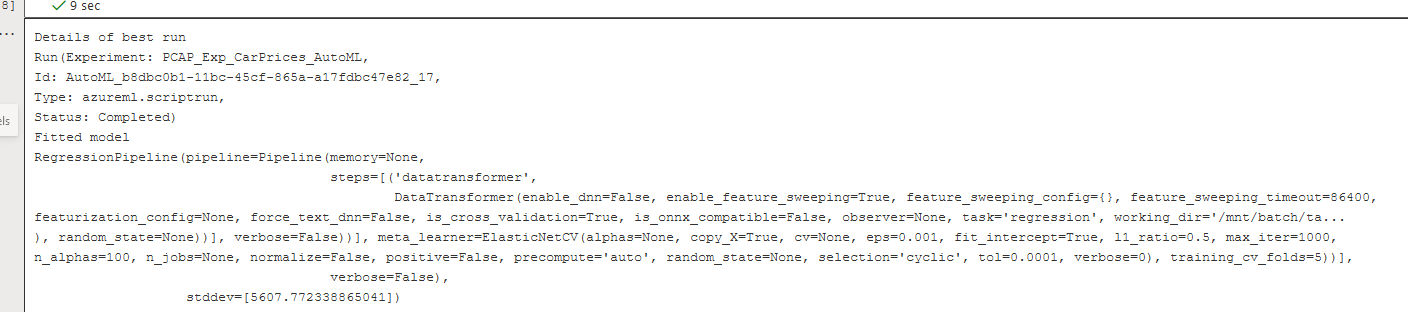 8]
9 sec
...
Details of best run
Run(Experiment: PCAP_Exp_CarPrices_AutoML,
Id: AutoML_b8dbc0b1-11bc-45cf-865a-a17fdbc47e82_17,
Type: azureml.scriptrun,
Status: Completed)
els
Fitted model
RegressionPipeline(pipeline=Pipeline(memory=None,
steps=[('datatransformer',
DataTransformer(enable_dnn=False, enable_feature_sweeping=True, feature_sweeping_config={}, feature_sweeping_timeout=86400,
featurization_config=None, force_text_dnn=False, is_cross_validation=True, is_onnx_compatible=False, observer=None, task='regression', working_dir='/mnt/batch/ta...
), random_state=None))], verbose=False))], meta_learner=ElasticNetCV(alphas=None, copy_X=True, cv=None, eps=0.001, fit_intercept=True, l1_ratio=0.5, max_iter=1000,
n_alphas=100, n_jobs=None, normalize=False, positive=False, precompute='auto', random_state=None, selection='cyclic', tol=0.0001, verbose=0), training_cv_folds=5))],
verbose=False),
stddev=[5607.772338865041])